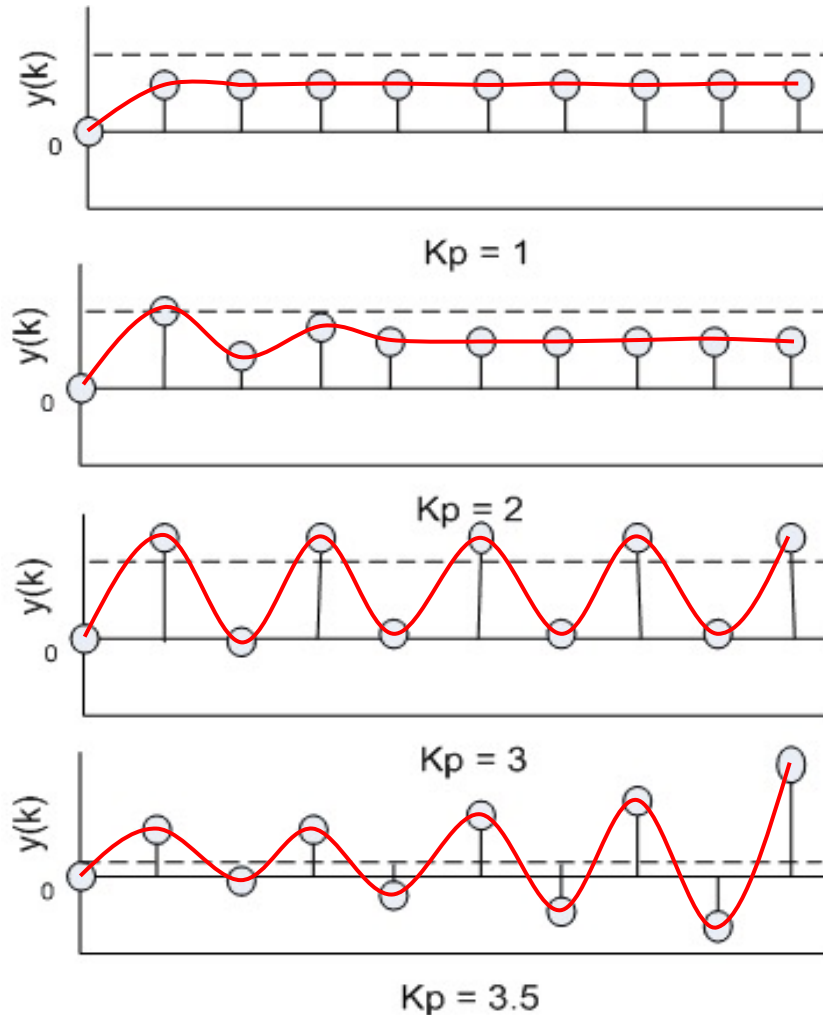 y(k)
0
Kp = 1
y(k)
0
Kp = 2
y(k)
0
Kp = 3
y(k)
0
Kp = 3.5